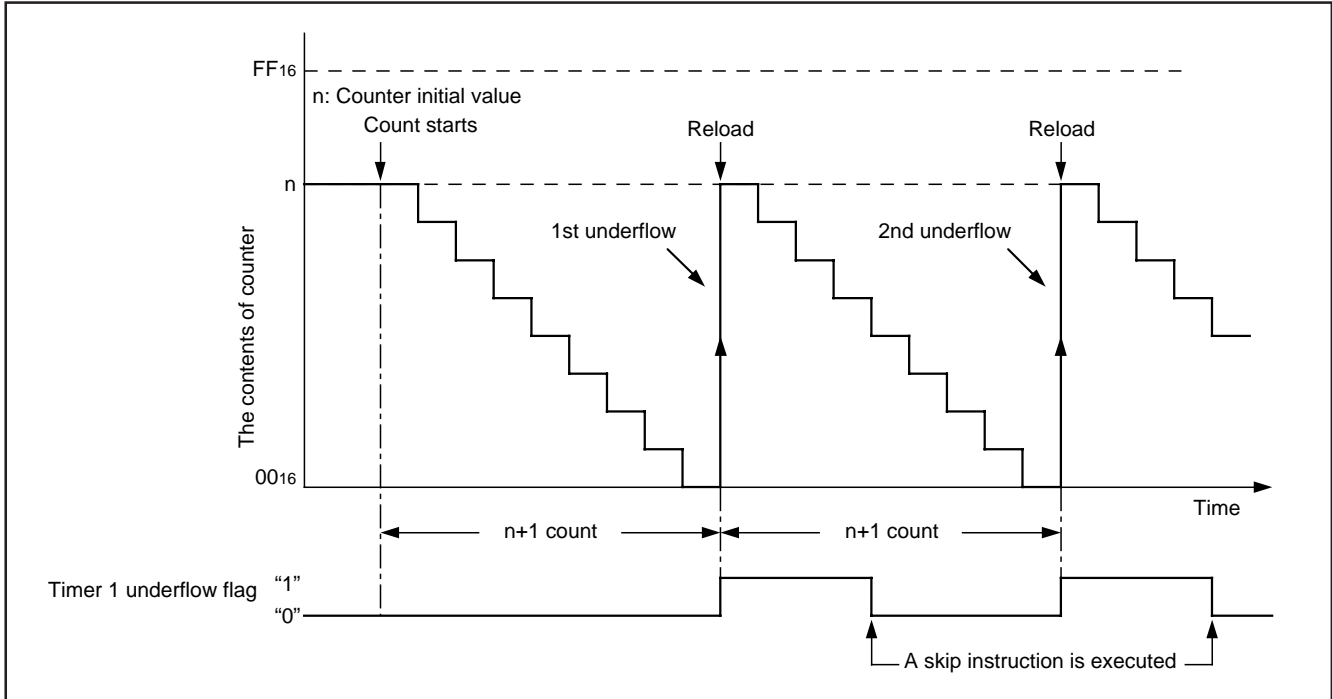 FF16
n: Counter initial value
Count starts
Reload
Reload
n
1st underflow
2nd underflow
The contents of counter
0016
Time
n+1 count
n+1 count
Timer 1 underflow flag
“1”
“0”
A skip instruction is executed